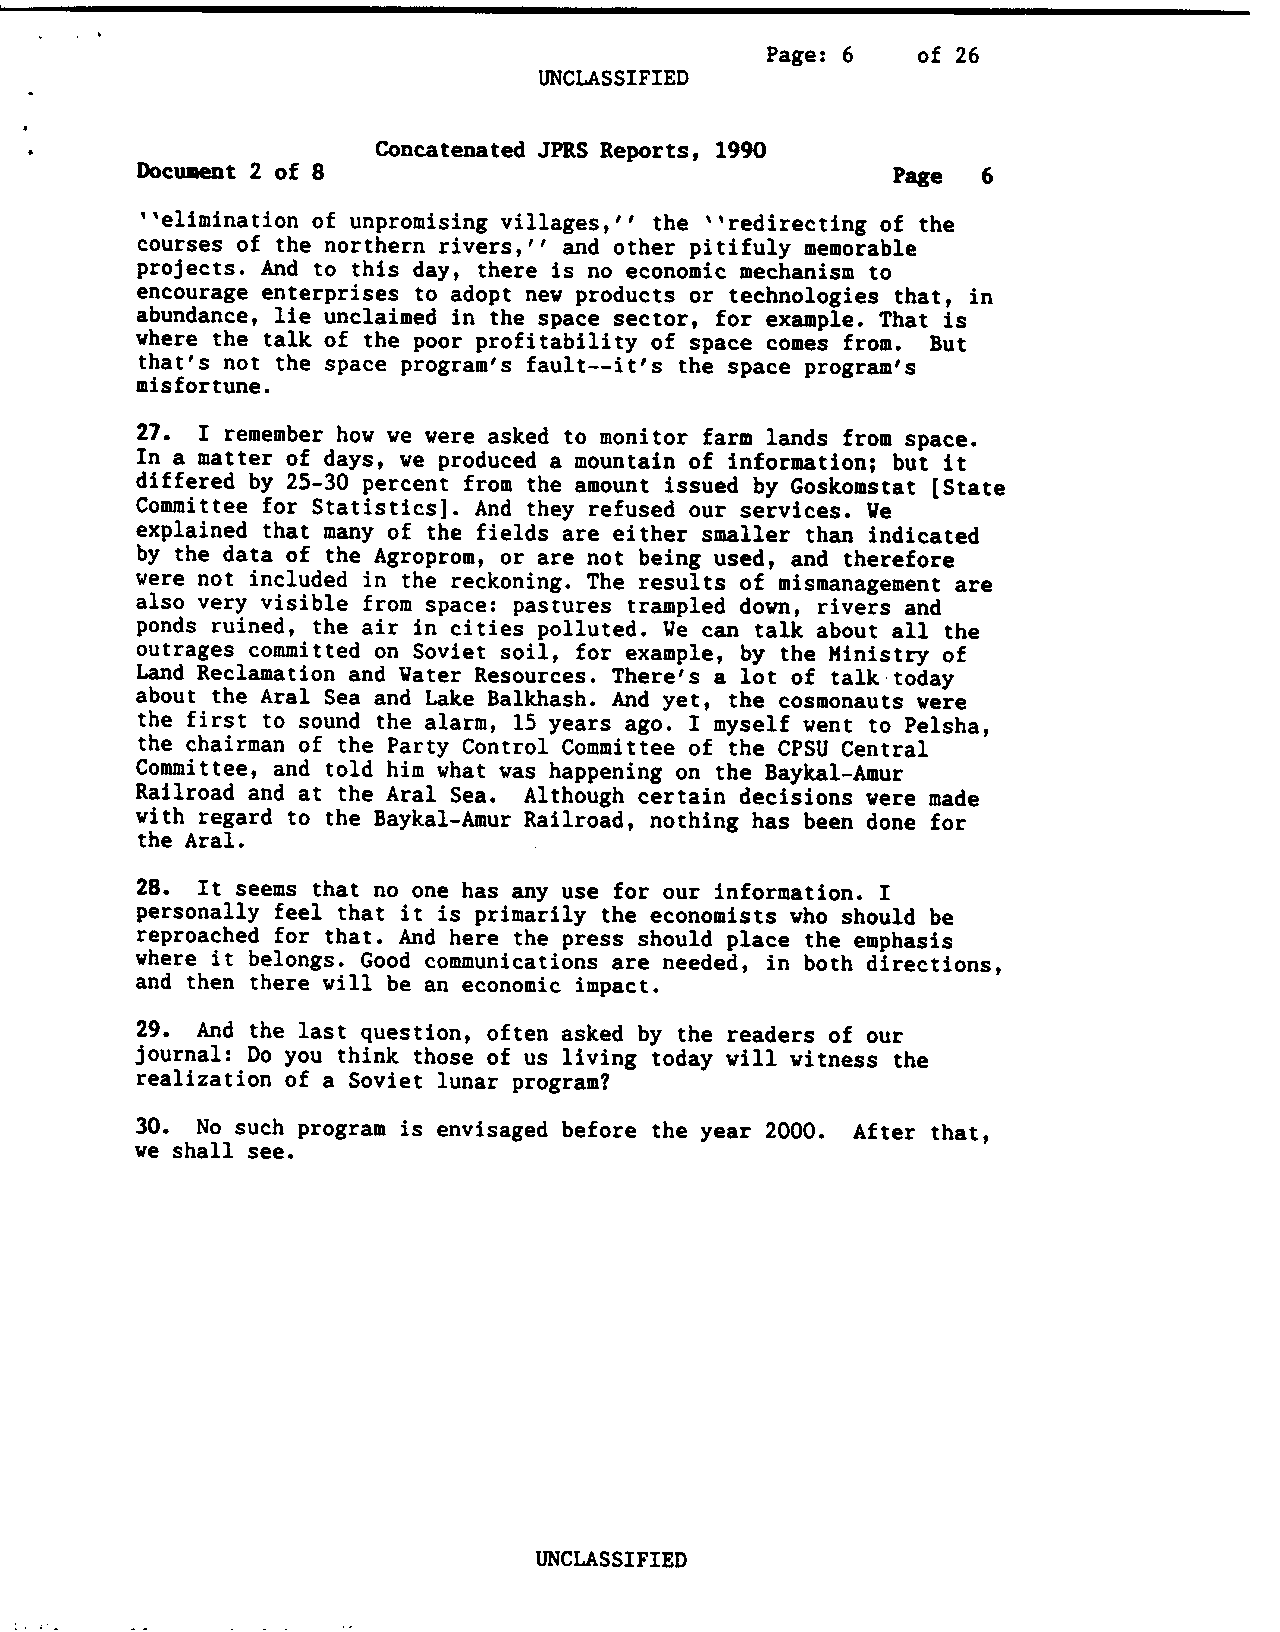 Page: 6 of 26
UNCLASSIFIED
Concatenated JPRS Reports, 1990
Document 2 of 8 Page 6
''elimination of unpromising villages,'' the ``redirecting of the
courses of the northern rivers,'' and other pitifuly memorable
projects. And to this day, there is no economic mechanism to
encourage enterprises to adopt new products or technologies that, in
abundance, lie unclaimed in the space sector, for example. That is
where the talk of the poor profitability of space comes from. But
that's not the space program's fault--it's the space program's
misfortune.
27. I remember how we were asked to monitor farm lands from space.
In a matter of days, we produced a mountain of information; but it
differed by 25-30 percent from the amount issued by Goskomstat [State
Committee for Statistics]. And they refused our services. We
explained that many of the fields are either smaller than indicated
by the data of the Agroprom, or are not being used, and therefore
were not included in the reckoning. The results of mismanagement are
also very visible from space: pastures trampled down, rivers and
ponds ruined, the air in cities polluted. We can talk about all the
outrages committed on Soviet soil, for example, by the Ministry of
Land Reclamation and Water Resources. There's a lot of talk today
about the Aral Sea and Lake Balkhash. And yet, the cosmonauts were
the first to sound the alarm, 15 years ago. I myself went to Pelsha,
the chairman of the Party Control Committee of the CPSU Central
Committee, and told him what was happening on the Baykal-Amur
Railroad and at the Aral Sea. Although certain decisions were made
with regard to the Baykal-Amur Railroad, nothing has been done for
the Aral.
28. It seems that no one has any use for our information. I
personally feel that it is primarily the economists who should be
reproached for that. And here the press should place the emphasis
where it belongs. Good communications are needed, in both directions,
and then there will be an economic impact.
29. And the last question, often asked by the readers of our
journal: Do you think those of us living today will witness the
realization of a Soviet lunar program?
30. No such program is envisaged before the year 2000. After that,
we shall see.
UNCLASSIFIED